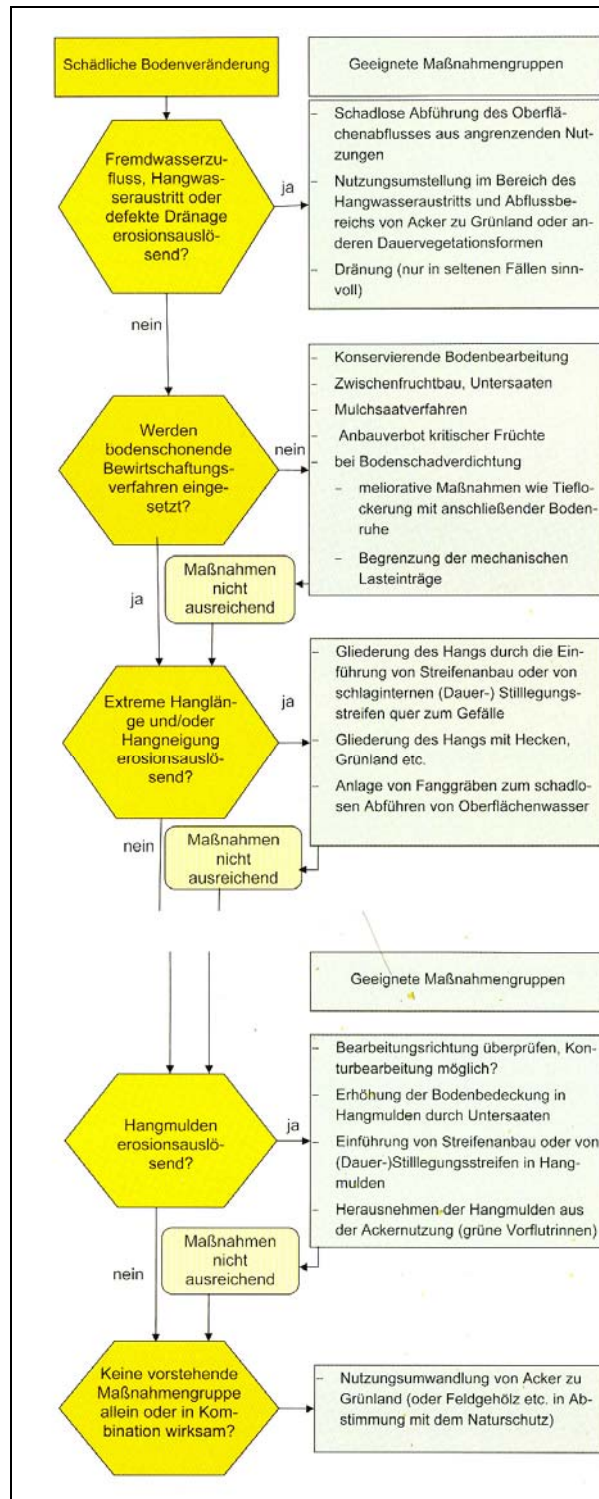 Schädliche Bodenveränderung
Geeignete Maßnahmengruppen
Fremdwasserzu-
fluss, Hangwas-
seraustritt oder
defekte Dränage
erosionsauslö-
send?
ja
– Schadlose Abführung des Oberflä-
chenabflusses aus angrenzenden Nut-
zungen
– Nutzungsumstellung im Bereich des
Hangwasseraustritts und Abflussbe-
reichs von Acker zu Grünland oder
anderen Dauervegetationsformen
– Dränung (nur in seltenen Fällen sinn-
voll)
nein
Werden
bodenschonende
Bewirtschaftungs-
verfahren einge-
setzt?
nein
– Konservierende Bodenbearbeitung
– Zwischenfruchtbau, Untersaaten
– Mulchsaatverfahren
Anbauverbot kritischer Früchte
– bei Bodenschadverdichtung
– meliorative Maßnahmen wie Tieflo-
ckerung mit anschließender Boden-
ruhe
– Begrenzung der mechanischen
Lasteinträge
Maßnahmen
nicht
ausreichend
ja
Extreme Hanglän-
ge und/oder
Hangneigung
erosionsauslö-
send?
ja
– Gliederung des Hangs durch die Ein-
führung von Streifenanbau oder von
schlaginternen (Dauer-) Stilllegungs-
streifen quer zum Gefälle
– Gliederung des Hangs mit Hecken,
Grünland etc.
– Anlage von Fanggräben zum schadlo-
sen Abführen von Oberflächenwasser
nein
Maßnahmen
nicht
ausreichend
Geeignete Maßnahmengruppen
Hangmulden
erosionsauslö-
send?
ja
– Bearbeitungsrichtung überprüfen, Kon-
turbearbeitung möglich?
– Erhöhung der Bodenbedeckung in
Hangmulden durch Untersaaten
– Einführung von Streifenanbau oder von
(Dauer-)Stilllegungsstreifen in Hang-
mulden
– Herausnehmen der Hangmulden aus
der Ackernutzung (grüne Vorflutrinnen)
nein
Maßnahmen
nicht
ausreichend
Keine vorstehende
Maßnahmengruppe
allein oder in Kom-
bination wirksam?
– Nutzungsumwandlung von Acker zu
Grünland (oder Feldgehölz etc. in Ab-
stimmung mit dem Naturschutz)